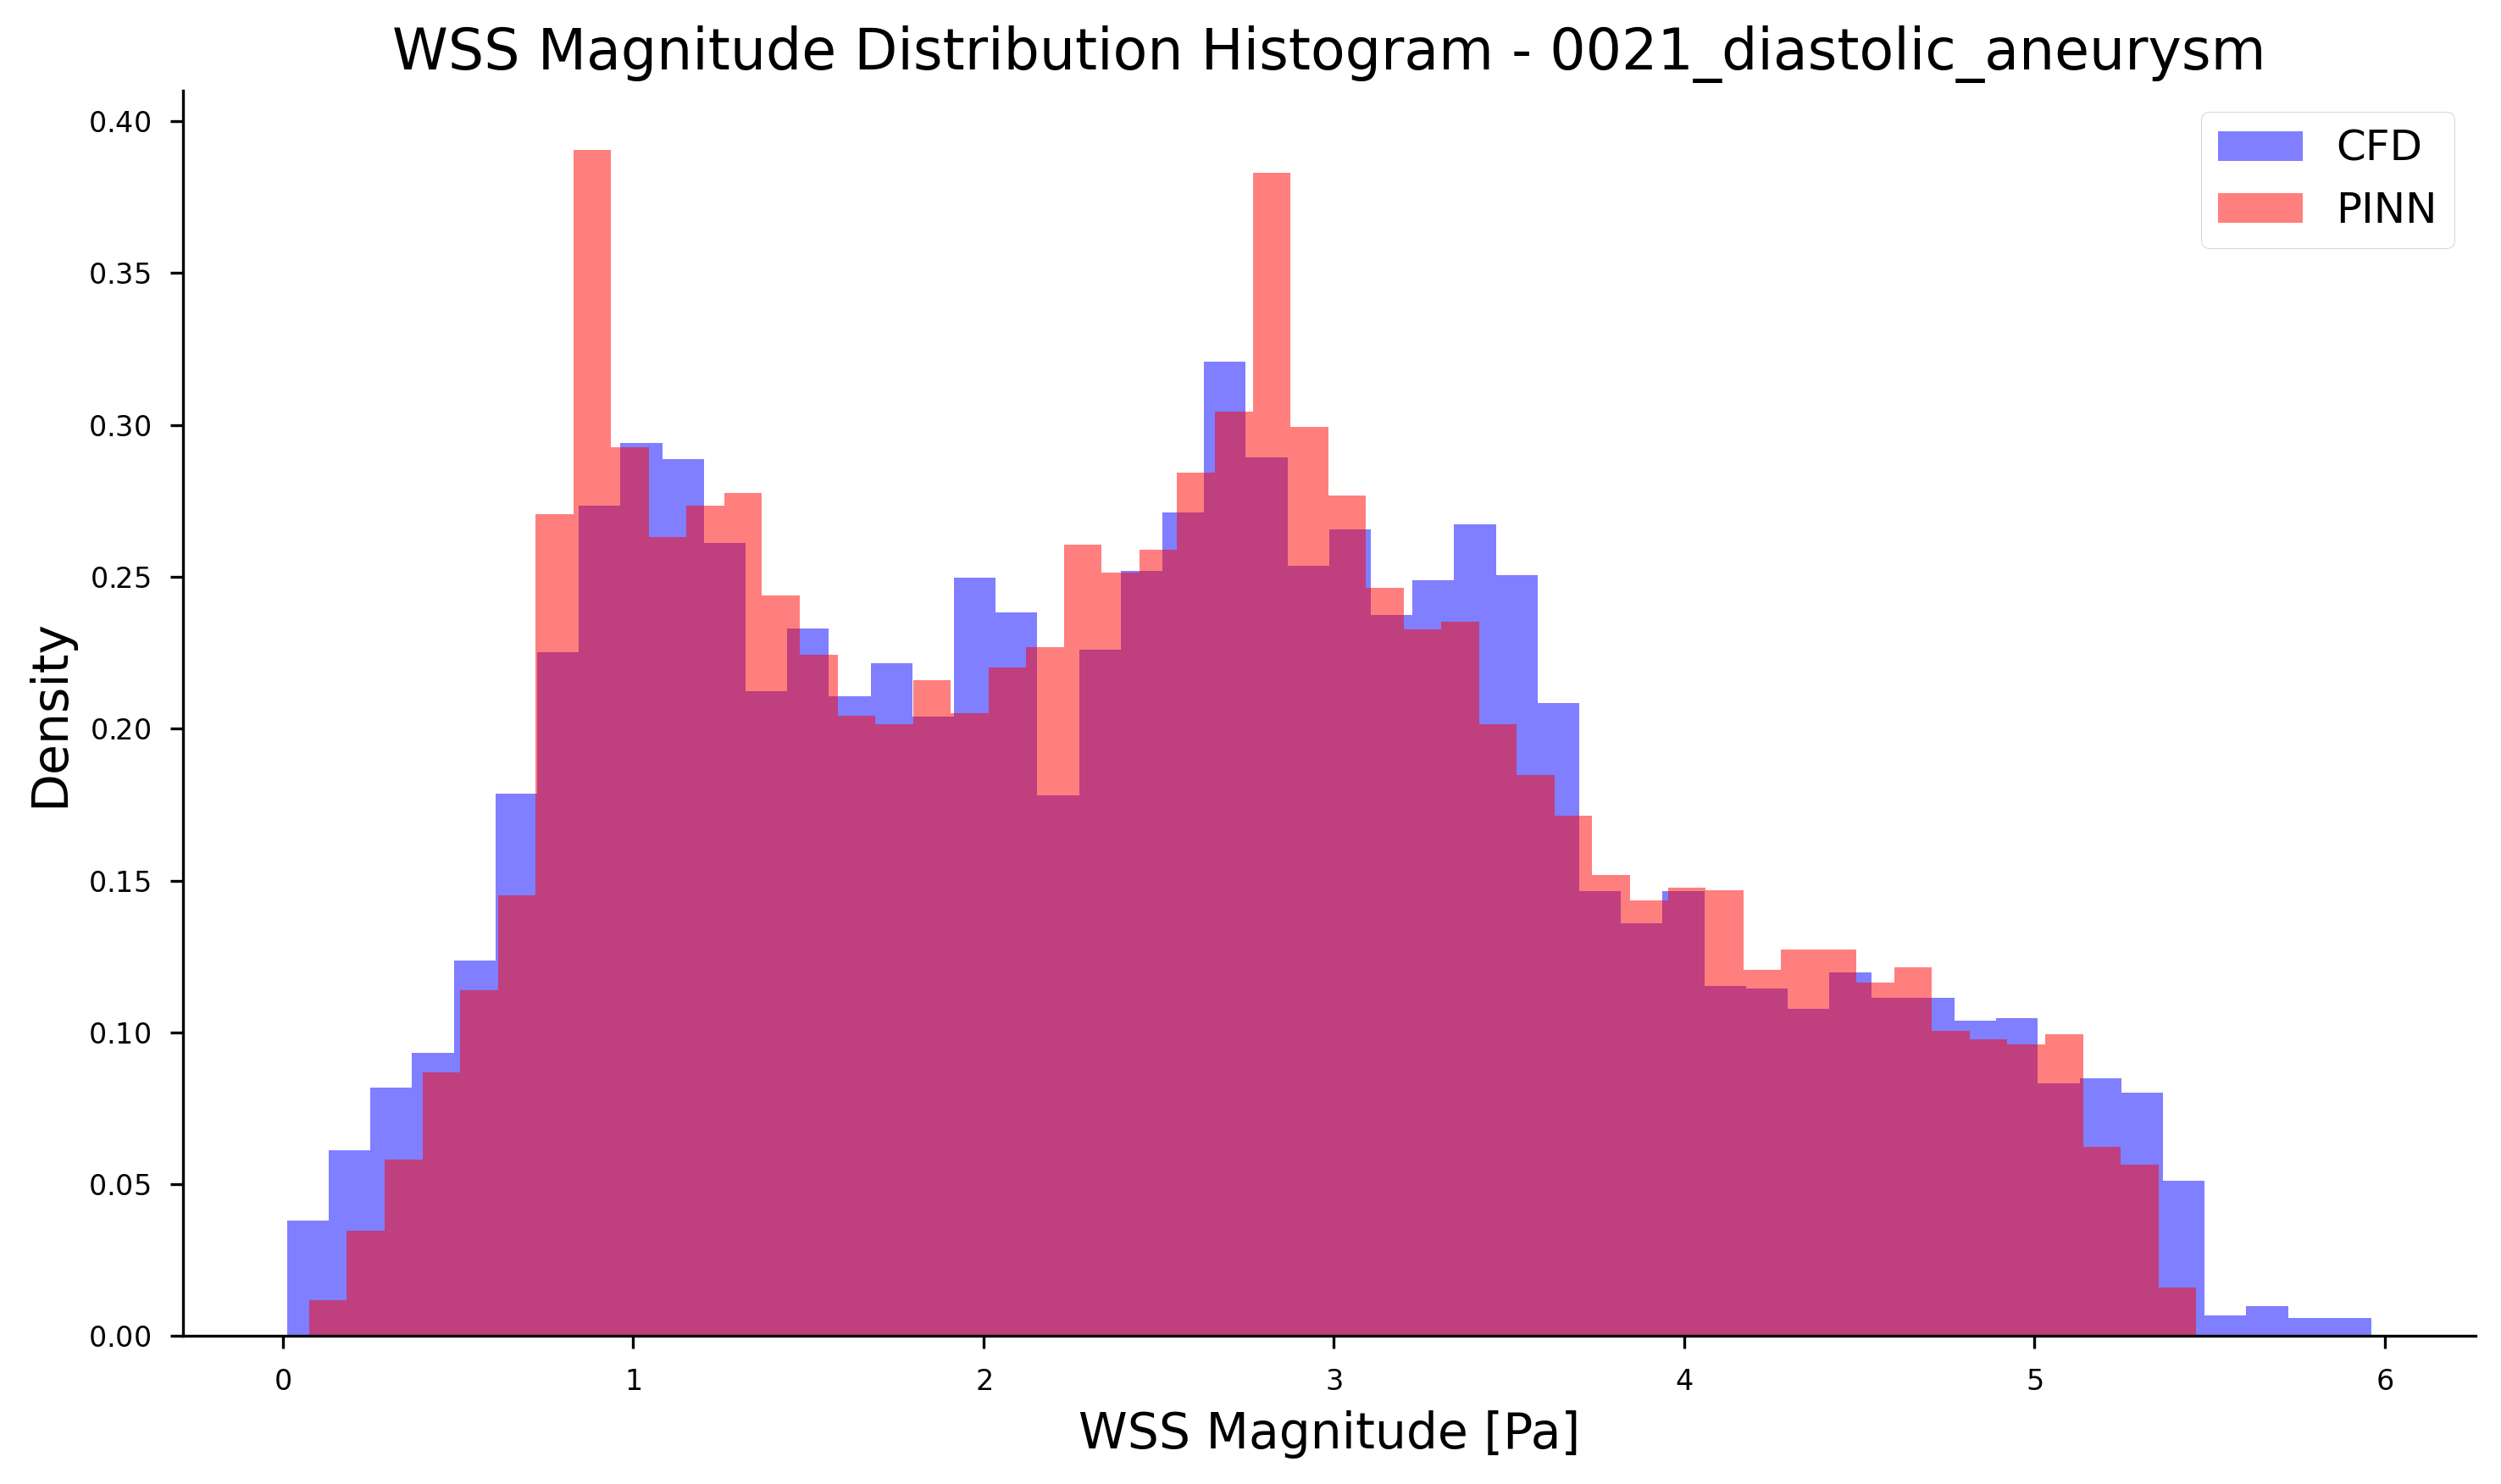 WSS Magnitude Distribution Histogram - 0021_diastolic_aneurysm
CFD
PINN
0.40
0.35
0.30
0.25
0.20
0.15
0.10
0.05
0.00
Density
0 1 2 3 4 5 6
WSS Magnitude [Pa]